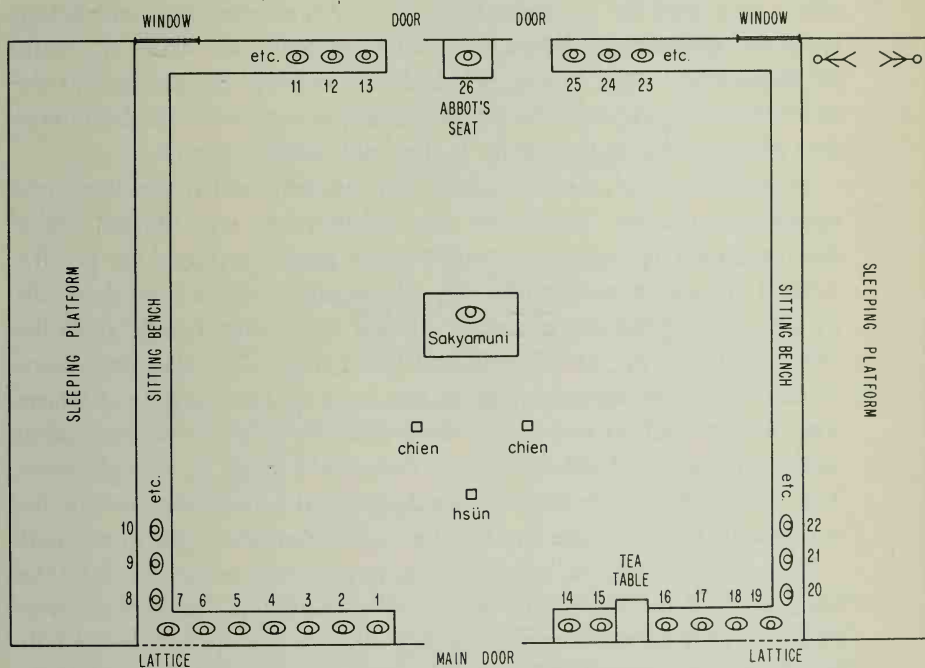 WINDOW
DOOR
DOOR
WINDOW
etc.
11
12
13
26
ABBOT'S
SEAT
25
24
23
etc.
SLEEPING PLATFORM
SITTING BENCH
Sakyamuni
SITTING BENCH
SLEEPING PLATFORM
chien
chien
hsün
etc.
10
9
8
etc.
22
21
20
7 6 5 4 3 2 1
TEA
TABLE
14 15 16 17 18 19
LATTICE
MAIN DOOR
LATTICE